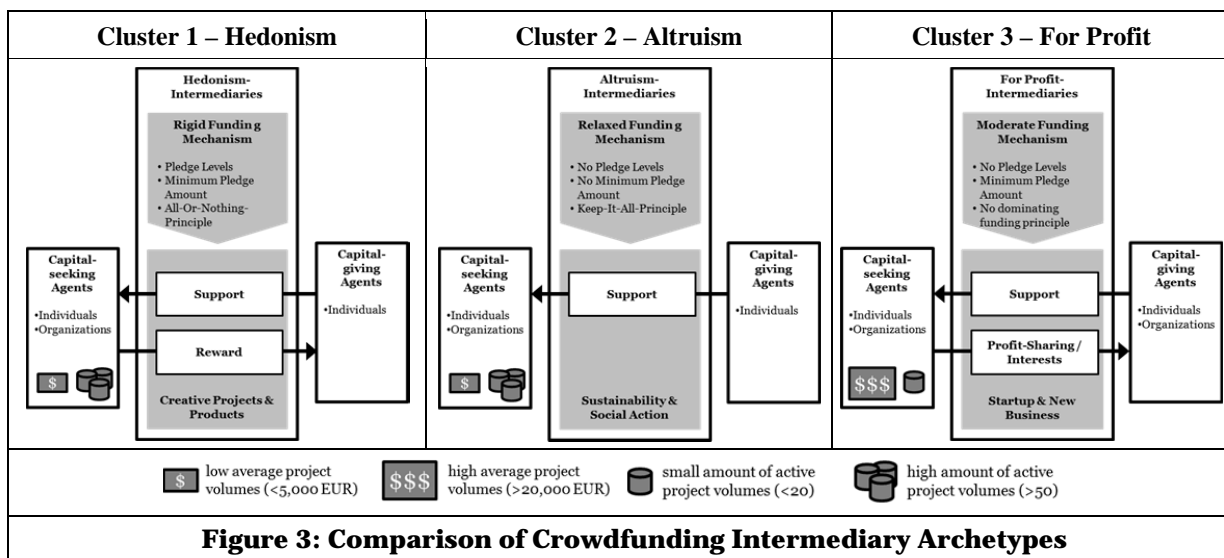 Cluster 1 – Hedonism
Hedonism-
Intermediaries
Rigid Funding
Mechanism
• Pledge Levels
• Minimum Pledge
Amount
• All-Or-Nothing-
Principle
Capital-
seeking
Agents
•Individuals
•Organizations
$
Support
Reward
Creative Projects &
Products
Capital-
giving
Agents
•Individuals
Cluster 2 – Altruism
Altruism-
Intermediaries
Relaxed Funding
Mechanism
• No Pledge Levels
• No Minimum Pledge
Amount
• Keep-It-All-Principle
Capital-
seeking
Agents
•Individuals
•Organizations
$
Support
Sustainability &
Social Action
Capital-
giving
Agents
•Individuals
Cluster 3 – For Profit
For Profit-
Intermediaries
Moderate Funding
Mechanism
• No Pledge Levels
• Minimum Pledge
Amount
• No dominating
funding principle
Capital-
seeking
Agents
•Individuals
•Organizations
$$$
Support
Profit-Sharing /
Interests
Startup & New
Business
Capital-
giving
Agents
•Individuals
•Organizations
$
low average project
volumes (<5,000 EUR)
$$$
high average project
volumes (>20,000 EUR)
small amount of active
project volumes (<20)
high amount of active
project volumes (>50)
Figure 3: Comparison of Crowdfunding Intermediary Archetypes